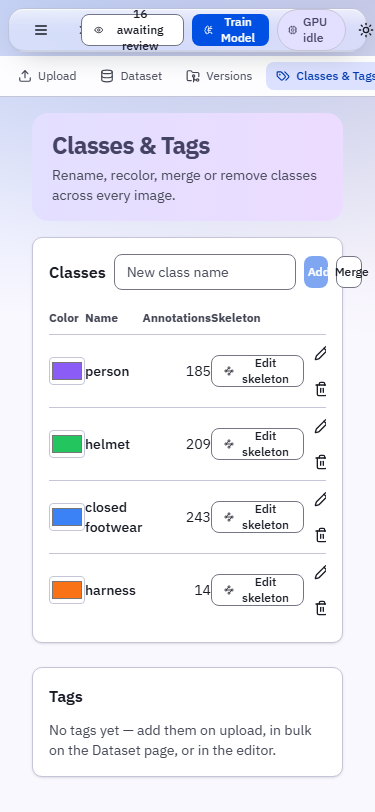 16
awaiting
review
Train
Model
GPU
idle
Upload
Dataset
Versions
Classes & Tags
Classes & Tags
Rename, recolor, merge or remove classes
across every image.
Classes
New class name
Add
Merge
Color Name Annotations Skeleton
person 185 Edit
skeleton
helmet 209 Edit
skeleton
closed
footwear 243 Edit
skeleton
harness 14 Edit
skeleton
Tags
No tags yet — add them on upload, in bulk
on the Dataset page, or in the editor.